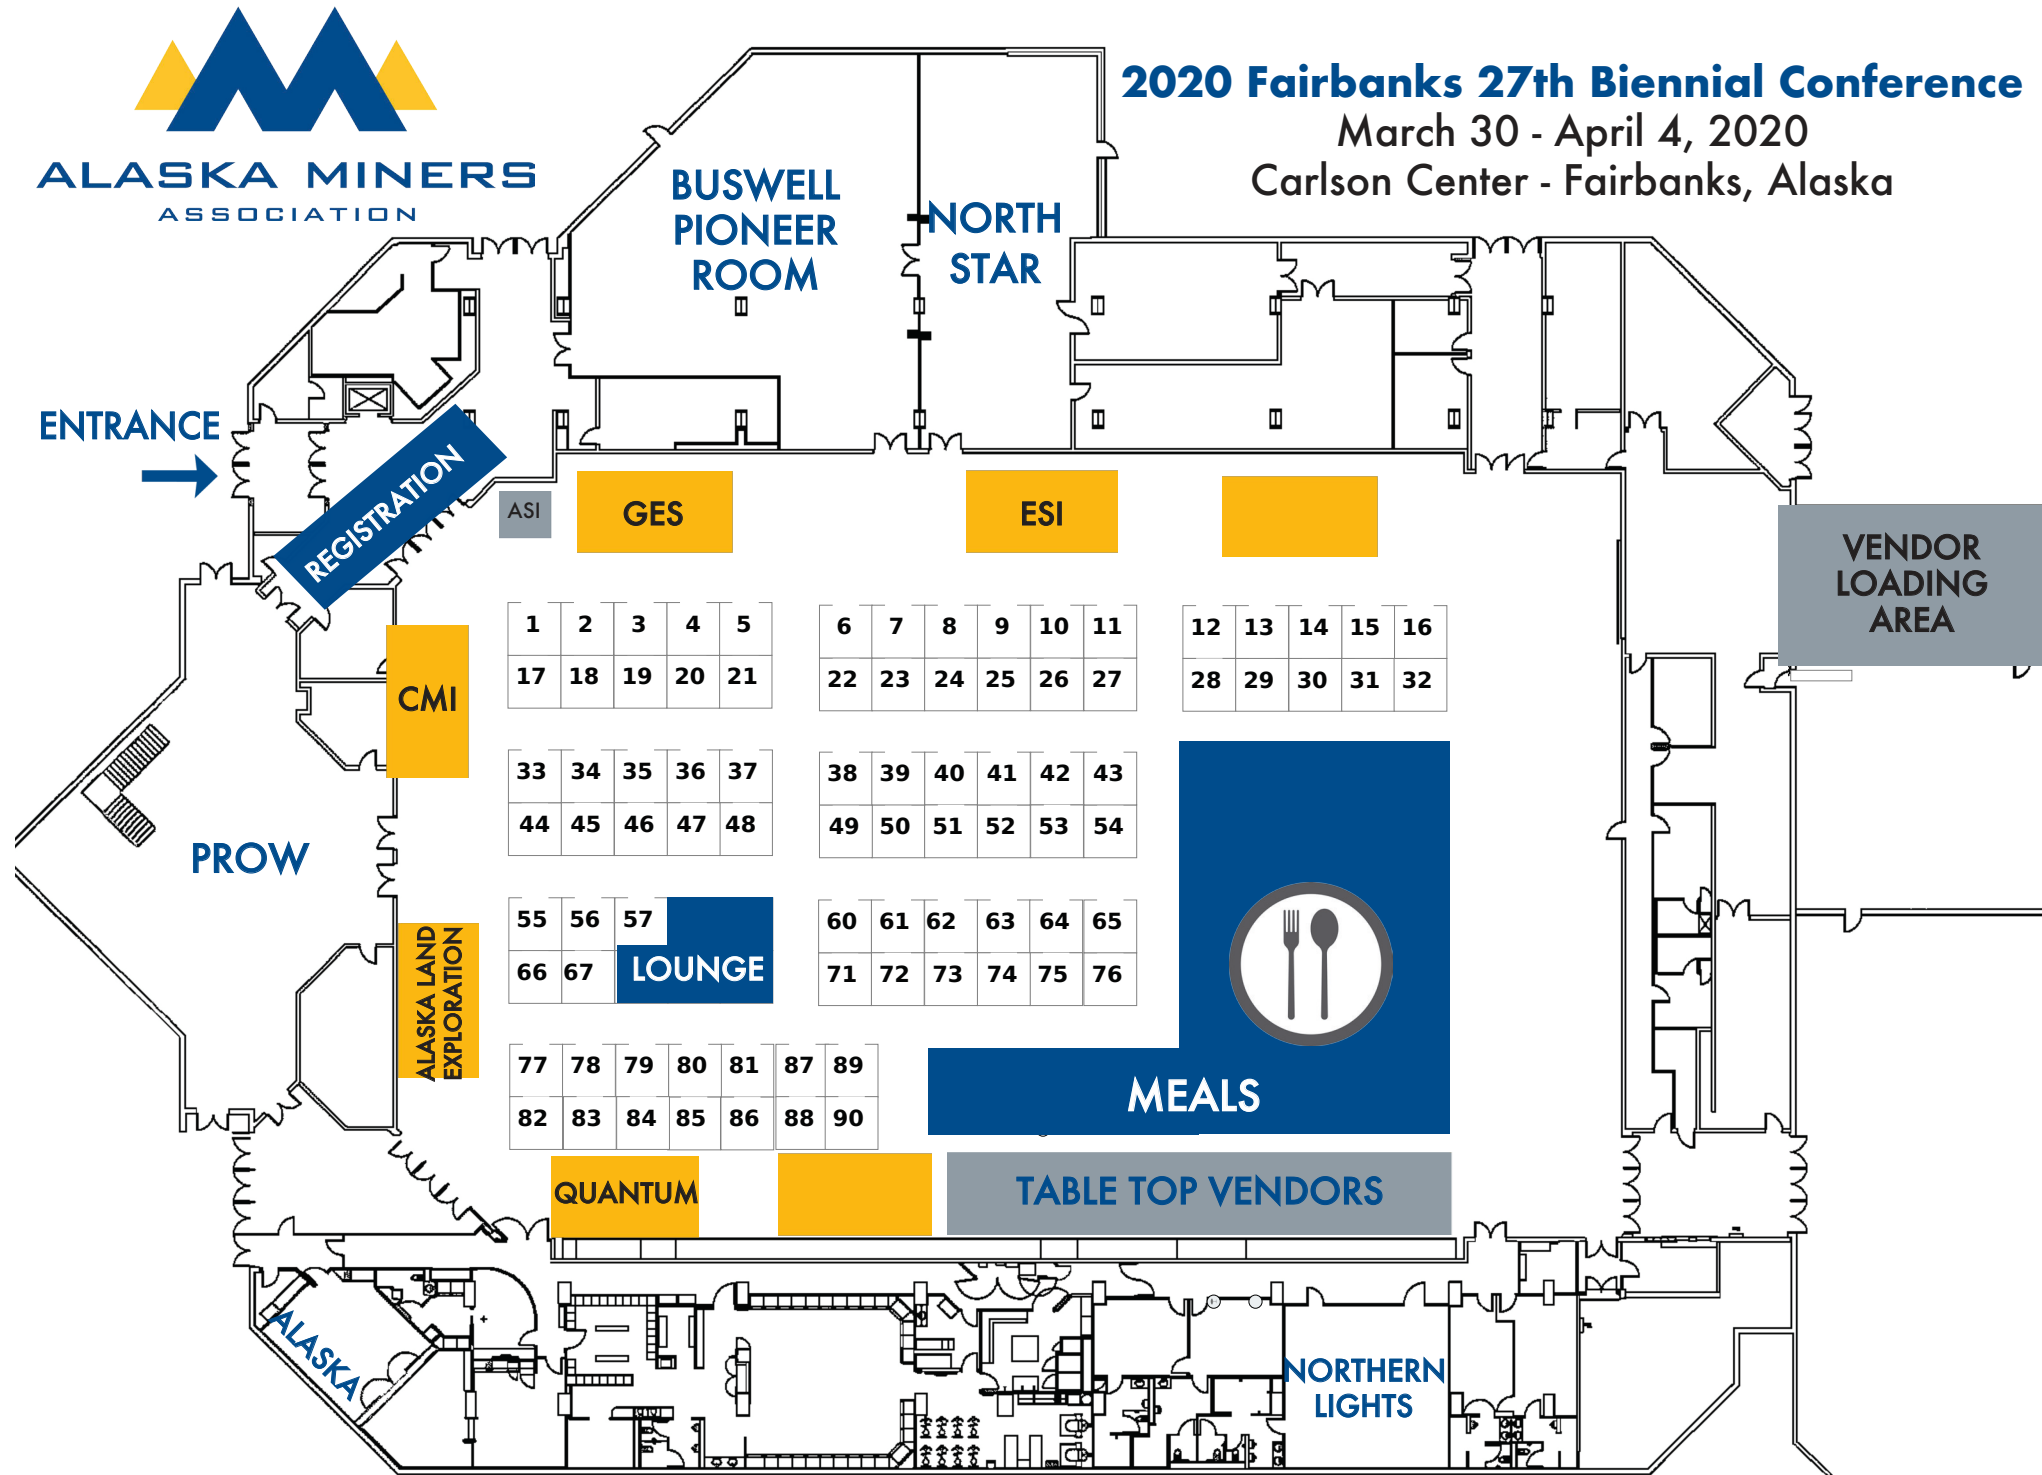 ALASKA MINERS
ASSOCIATION
2020 Fairbanks 27th Biennial Conference
March 30 - April 4, 2020
Carlson Center - Fairbanks, Alaska
BUSWELL
PIONEER
ROOM
NORTH
STAR
ENTRANCE
REGISTRATION
ASI
GES
ESI
VENDOR
LOADING
AREA
CMI
1 2 3 4 5
17 18 19 20 21
6 7 8 9 10 11
22 23 24 25 26 27
12 13 14 15 16
28 29 30 31 32
33 34 35 36 37
44 45 46 47 48
38 39 40 41 42 43
49 50 51 52 53 54
PROW
ALASKA LAND
EXPLORATION
55 56 57
66 67
LOUNGE
60 61 62 63 64 65
71 72 73 74 75 76
77 78 79 80 81 87 89
82 83 84 85 86 88 90
MEALS
QUANTUM
TABLE TOP VENDORS
ALASKA
NORTHERN
LIGHTS